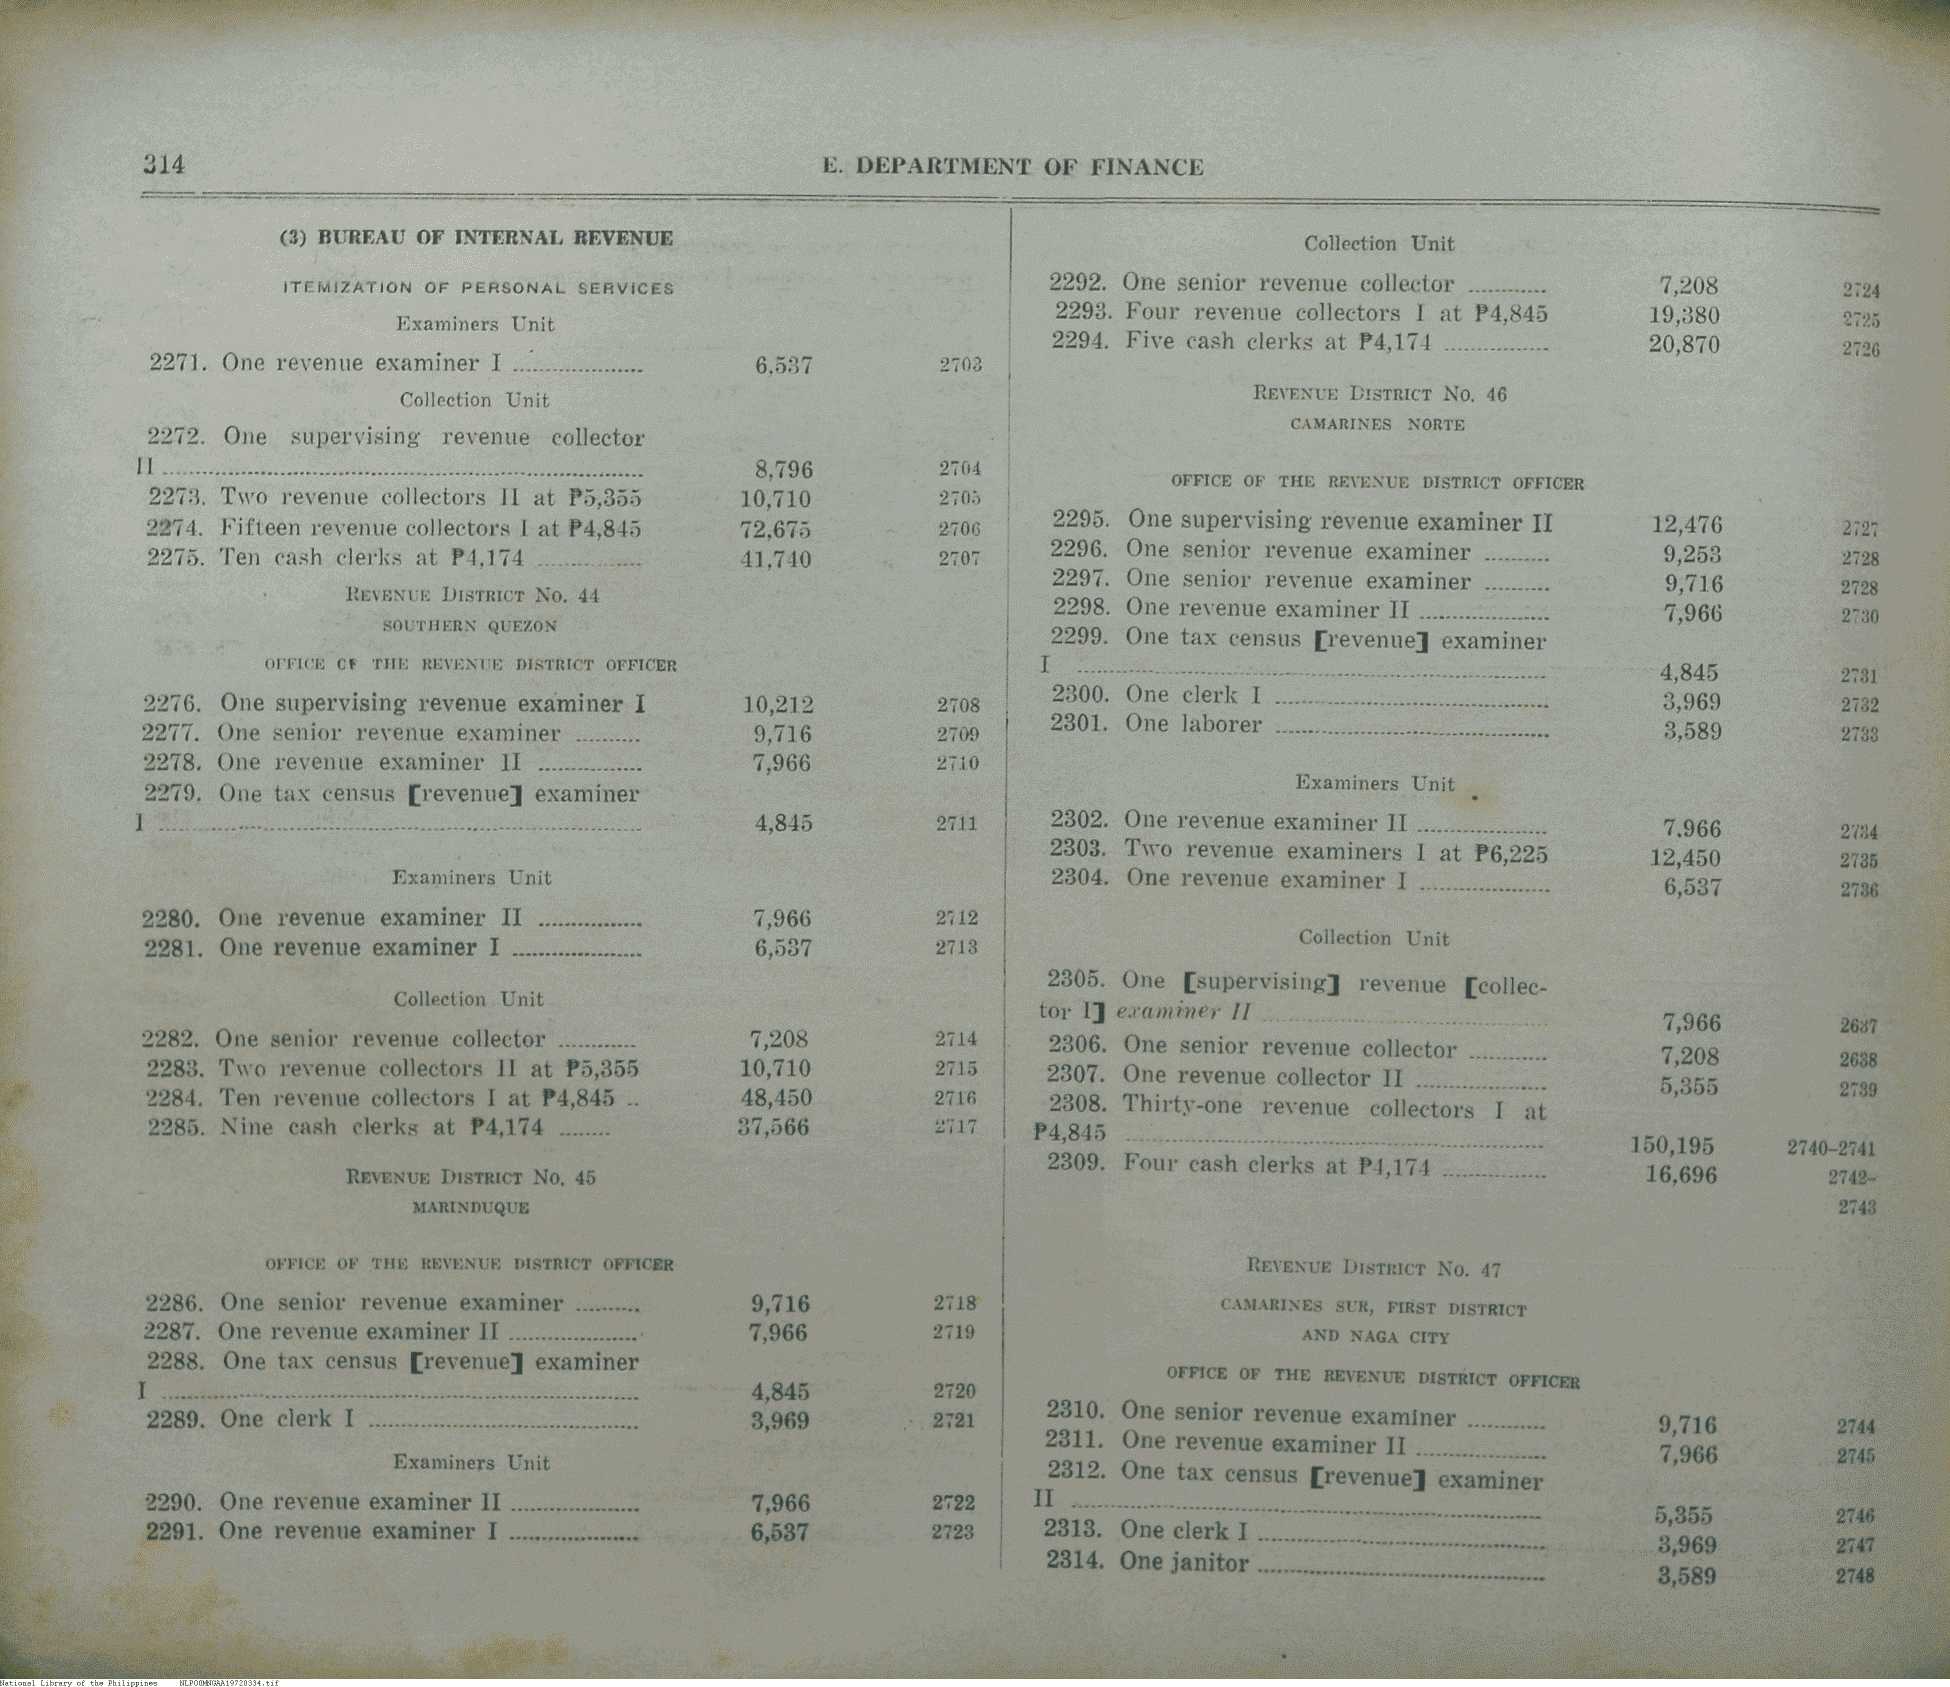 314
E. DEPARTMENT OF FINANCE
(3) BUREAU OF INTERNAL REVENUE
ITEMIZATION OF PERSONAL SERVICES
Examiners Unit
2271. One revenue examiner I .................... 6,537 2703
Collection Unit
2272. One supervising revenue collector
II .................... 8,796 2704
2273. Two revenue collectors II at ₱5,355 10,710 2705
2274. Fifteen revenue collectors I at ₱4,845 72,675 2706
2275. Ten cash clerks at ₱4,174 ................ 41,740 2707
REVENUE DISTRICT NO. 44
SOUTHERN QUEZON
OFFICE OF THE REVENUE DISTRICT OFFICER
2276. One supervising revenue examiner I 10,212 2708
2277. One senior revenue examiner .......... 9,716 2709
2278. One revenue examiner II ................ 7,966 2710
2279. One tax census [revenue] examiner
I .................... 4,845 2711
Examiners Unit
2280. One revenue examiner II ................ 7,966 2712
2281. One revenue examiner I .................... 6,537 2713
Collection Unit
2282. One senior revenue collector ............ 7,208 2714
2283. Two revenue collectors II at ₱5,355 10,710 2715
2284. Ten revenue collectors I at ₱4,845 .. 48,450 2716
2285. Nine cash clerks at ₱4,174 ........ 37,566 2717
REVENUE DISTRICT NO. 45
MARINDUQUE
OFFICE OF THE REVENUE DISTRICT OFFICER
2286. One senior revenue examiner .......... 9,716 2718
2287. One revenue examiner II .................... 7,966 2719
2288. One tax census [revenue] examiner
I .................... 4,845 2720
2289. One clerk I .................... 3,969 2721
Examiners Unit
2290. One revenue examiner II .................... 7,966 2722
2291. One revenue examiner I .................... 6,537 2723
Collection Unit
2292. One senior revenue collector ............ 7,208 2724
2293. Four revenue collectors I at ₱4,845 19,380 2725
2294. Five cash clerks at ₱4,174 ................ 20,870 2726
REVENUE DISTRICT NO. 46
CAMARINES NORTE
OFFICE OF THE REVENUE DISTRICT OFFICER
2295. One supervising revenue examiner II 12,476 2727
2296. One senior revenue examiner .......... 9,253 2728
2297. One senior revenue examiner .......... 9,716 2728
2298. One revenue examiner II .................... 7,966 2730
2299. One tax census [revenue] examiner
I .................... 4,845 2731
2300. One clerk I .................... 3,969 2732
2301. One laborer .................... 3,589 2733
Examiners Unit
2302. One revenue examiner II .................... 7.966 2734
2303. Two revenue examiners I at ₱6,225 12,450 2735
2304. One revenue examiner I .................... 6,537 2736
Collection Unit
2305. One [supervising] revenue [collec-
tor I] examiner II .................... 7,966 2637
2306. One senior revenue collector ............ 7,208 2638
2307. One revenue collector II .................... 5,355 2739
2308. Thirty-one revenue collectors I at
₱4,845 .................... 150,195 2740–2741
2309. Four cash clerks at ₱4,174 ................ 16,696 2742–
2743
REVENUE DISTRICT NO. 47
CAMARINES SUR, FIRST DISTRICT
AND NAGA CITY
OFFICE OF THE REVENUE DISTRICT OFFICER
2310. One senior revenue examiner ............ 9,716 2744
2311. One revenue examiner II .................... 7,966 2745
2312. One tax census [revenue] examiner
II .................... 5,355 2746
2313. One clerk I .................... 3,969 2747
2314. One janitor .................... 3,589 2748
National Library of the Philippines NLPO0MNGAA19720334.tif